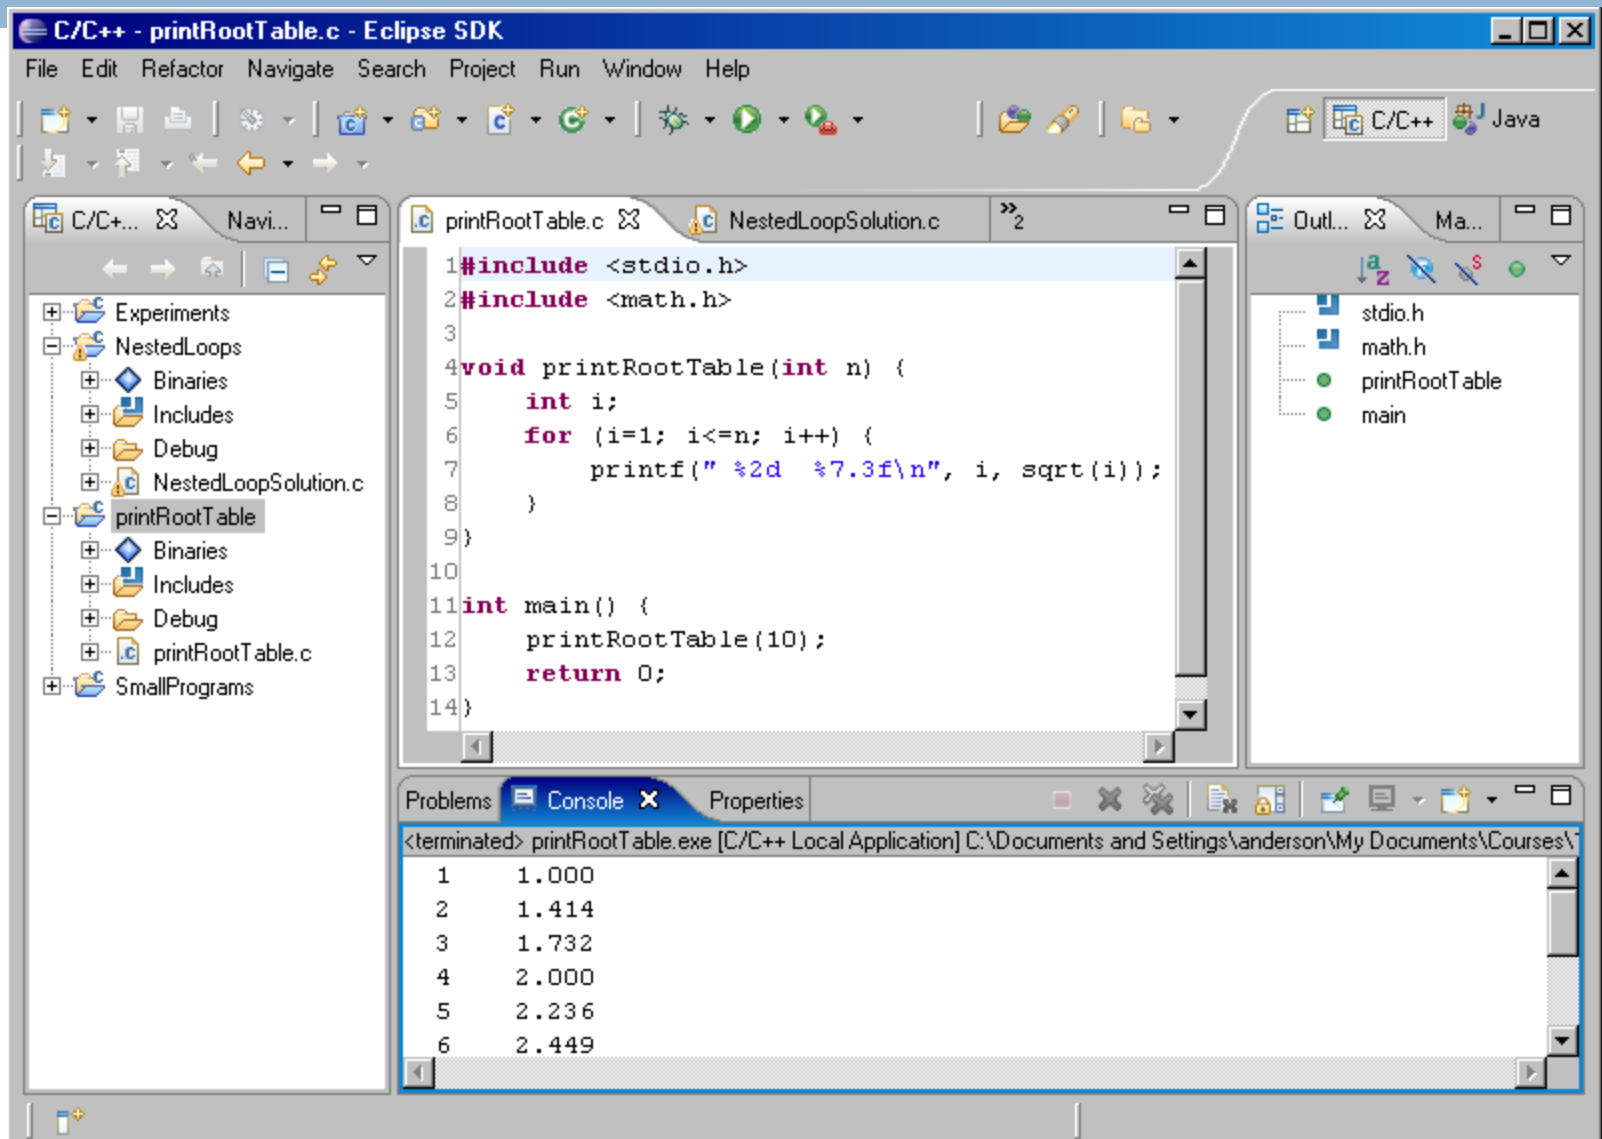 C/C++ - printRootTable.c - Eclipse SDK
File Edit Refactor Navigate Search Project Run Window Help
C/C++ Java
C/C+... Navi...
Experiments
NestedLoops
Binaries
Includes
Debug
NestedLoopSolution.c
printRootTable
Binaries
Includes
Debug
printRootTable.c
SmallPrograms
printRootTable.c NestedLoopSolution.c »2
1 #include <stdio.h>
2 #include <math.h>
3
4 void printRootTable(int n) {
5     int i;
6     for (i=1; i<=n; i++) {
7         printf(" %2d  %7.3f\n", i, sqrt(i));
8     }
9 }
10
11 int main() {
12     printRootTable(10);
13     return 0;
14 }
Outl... Ma...
stdio.h
math.h
printRootTable
main
Problems Console Properties
<terminated> printRootTable.exe [C/C++ Local Application] C:\Documents and Settings\anderson\My Documents\Courses\
1 1.000
2 1.414
3 1.732
4 2.000
5 2.236
6 2.449